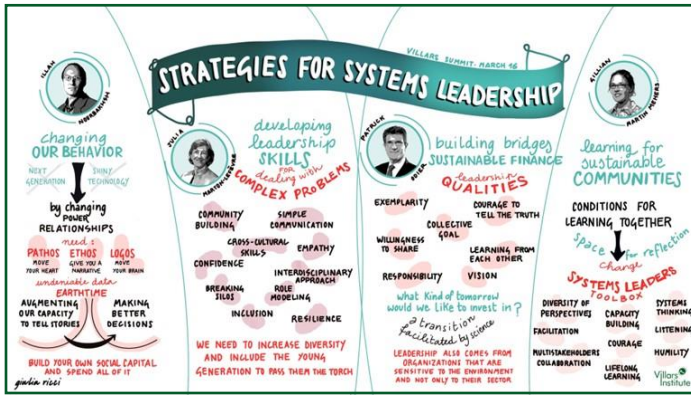 VILLARS SUMMIT - MARCH 16
STRATEGIES FOR SYSTEMS LEADERSHIP
ILLAH
NOURBAKHSH
changing
OUR BEHAVIOR
NEXT
GENERATION
SHINY
TECHNOLOGY
by changing
POWER
RELATIONSHIPS
need:
PATHOS
MOVE
YOUR HEART
ETHOS
GIVE YOU A
NARRATIVE
LOGOS
MOVE
YOUR BRAIN
undeniable data
EARTHTIME
AUGMENTING
OUR CAPACITY
TO TELL STORIES
MAKING
BETTER
DECISIONS
BUILD YOUR OWN SOCIAL CAPITAL
AND SPEND ALL OF IT
giulia ricci
JULIA
MARTON-LEFÈVRE
developing
leadership
SKILLS
FOR
dealing with
COMPLEX PROBLEMS
COMMUNITY
BUILDING
SIMPLE
COMMUNICATION
CROSS-CULTURAL
SKILLS
EMPATHY
CONFIDENCE
INTERDISCIPLINARY
APPROACH
BREAKING
SILOS
ROLE
MODELING
INCLUSION
RESILIENCE
WE NEED TO INCREASE DIVERSITY
AND INCLUDE THE YOUNG
GENERATION TO PASS THEM THE TORCH
PATRICK
ODIER
building bridges
SUSTAINABLE FINANCE
leadership
QUALITIES
EXEMPLARITY
COURAGE TO
TELL THE TRUTH
COLLECTIVE
GOAL
WILLINGNESS
TO SHARE
LEARNING FROM
EACH OTHER
RESPONSIBILITY
VISION
what kind of tomorrow
would we like to invest in?
a transition
facilitated by science
LEADERSHIP ALSO COMES FROM
ORGANIZATIONS THAT ARE
SENSITIVE TO THE ENVIRONMENT
AND NOT ONLY TO THEIR SECTOR
GILLIAN
MARTIN MEHERS
learning for
sustainable
COMMUNITIES
CONDITIONS FOR
LEARNING TOGETHER
space for reflection
change
SYSTEMS LEADERS
TOOLBOX
DIVERSITY OF
PERSPECTIVES
CAPACITY
BUILDING
SYSTEMS
THINKING
FACILITATION
COURAGE
LISTENING
MULTISTAKEHOLDERS
COLLABORATION
LIFELONG
LEARNING
HUMILITY
Villars
Institute